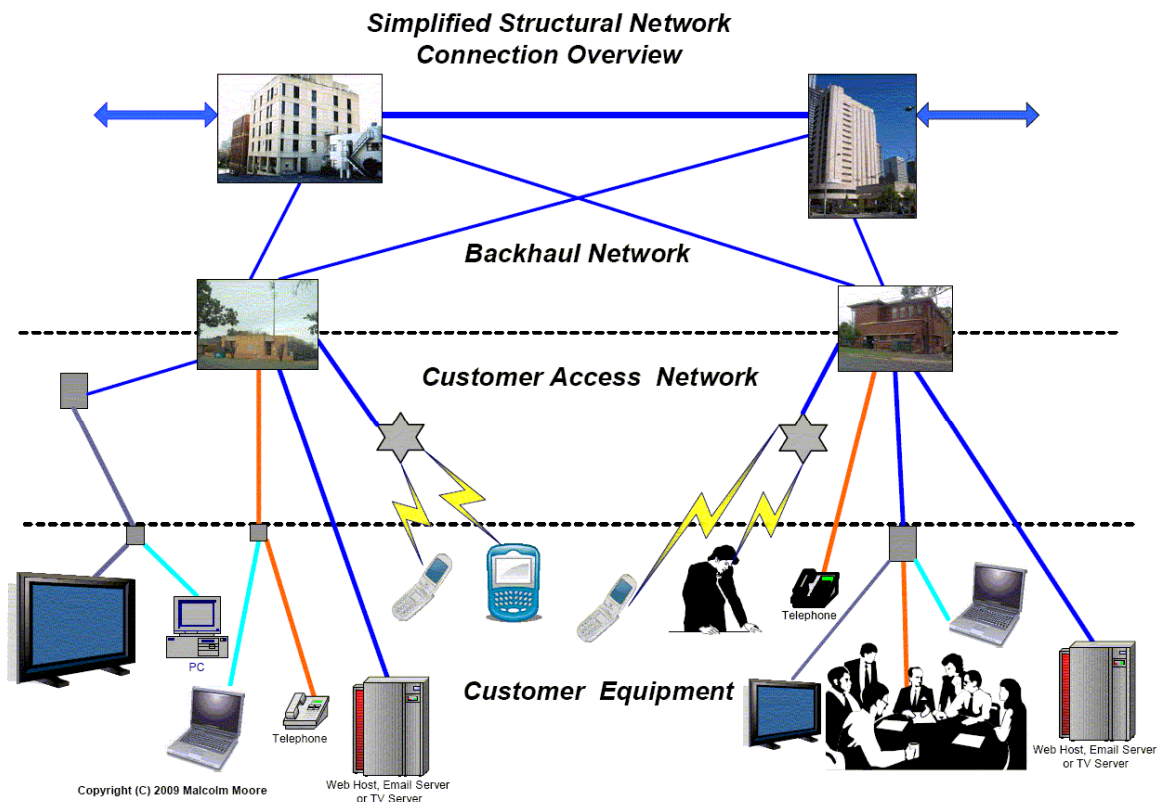 Simplified Structural Network
Connection Overview
Backhaul Network
Customer Access Network
Telephone
PC
Customer Equipment
Telephone
Web Host, Email Server
or TV Server
Web Host, Email Server
or TV Server
Copyright (C) 2009 Malcolm Moore